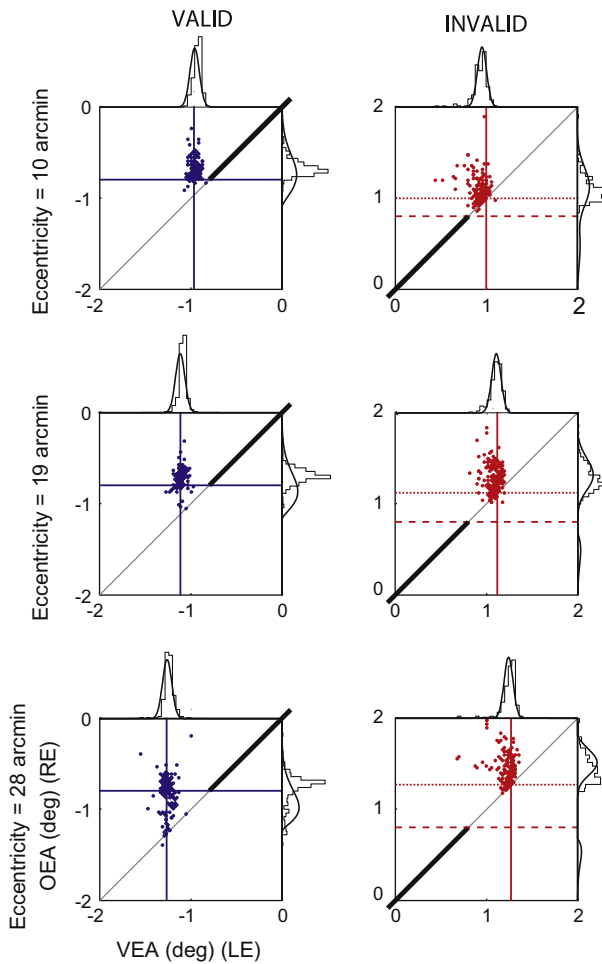 VALID INVALID
Eccentricity = 10 arcmin
0
-1
-2
-2 -1 0
2
1
0
0 1 2
Eccentricity = 19 arcmin
0
-1
-2
-2 -1 0
2
1
0
0 1 2
Eccentricity = 28 arcmin
OEA (deg) (RE)
0
-1
-2
-2 -1 0
2
1
0
0 1 2
VEA (deg) (LE)